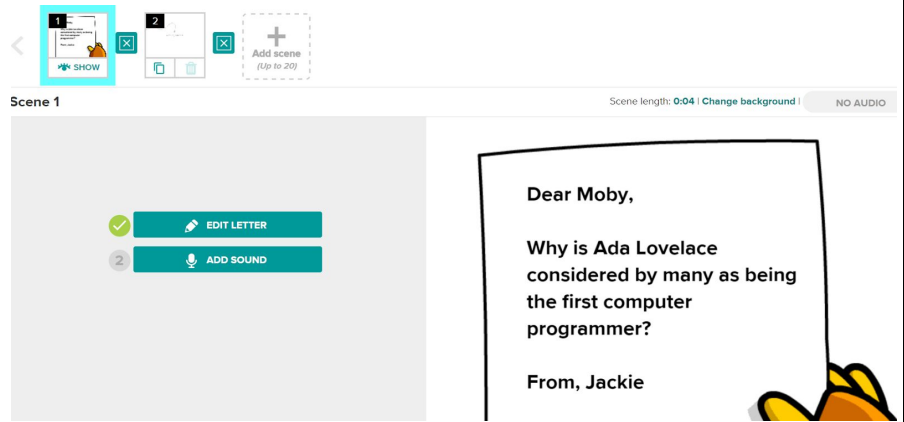 1
SHOW
2
Add scene
(Up to 20)
Scene 1
Scene length: 0:04 | Change background |
NO AUDIO
EDIT LETTER
2
ADD SOUND
Dear Moby,
Why is Ada Lovelace
considered by many as being
the first computer
programmer?
From, Jackie